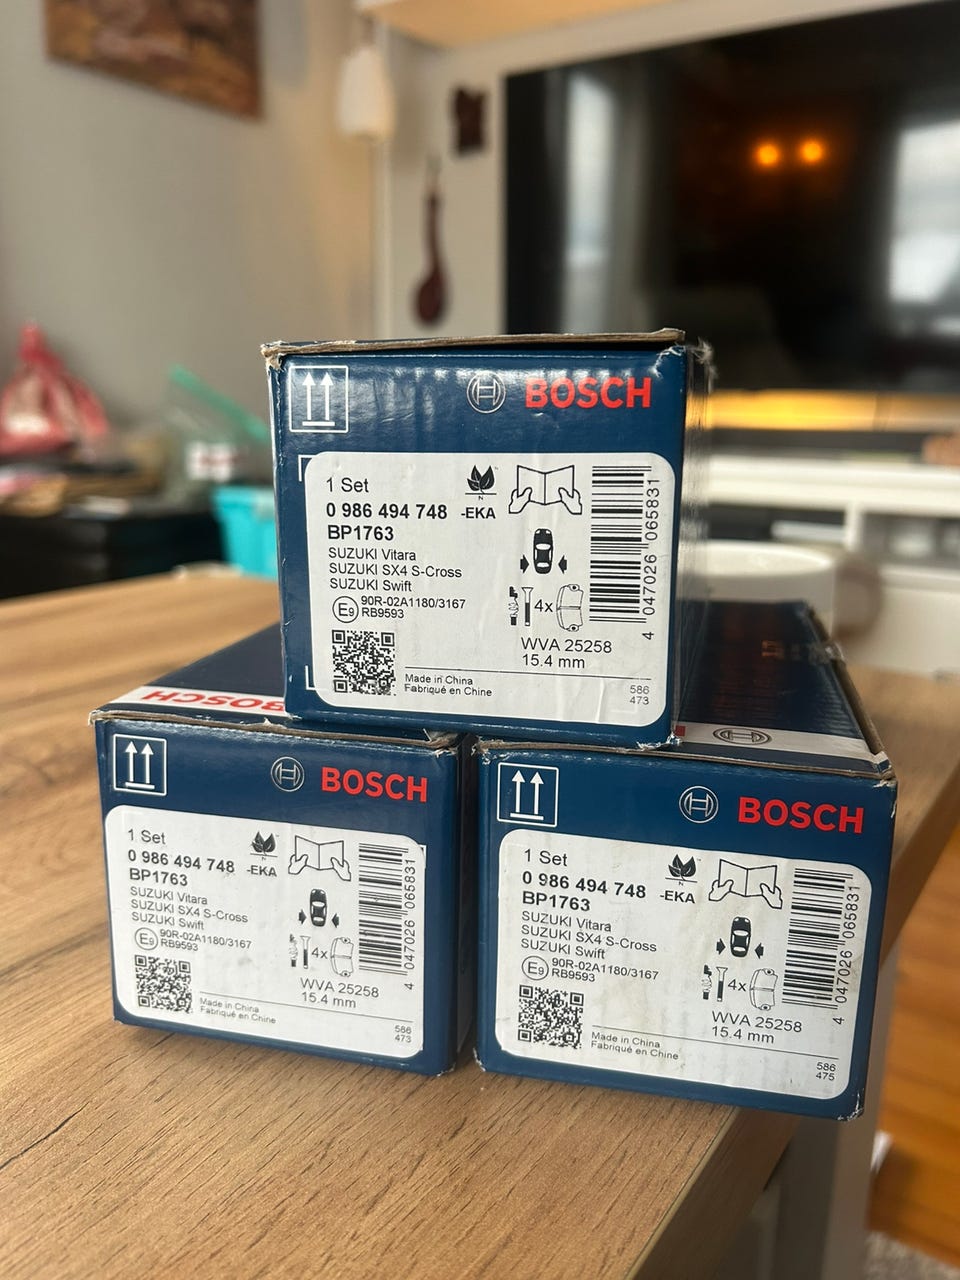 BOSCH
1 Set
0 986 494 748 -EKA
BP1763
SUZUKI Vitara
SUZUKI SX4 S-Cross
SUZUKI Swift
E9 90R-02A1180/3167
RB9593
N
4x
4 047026 065831
WVA 25258
15.4 mm
Made in China
Fabriqué en Chine
586
473
BOSCH
BOSCH
1 Set
0 986 494 748 -EKA
BP1763
SUZUKI Vitara
SUZUKI SX4 S-Cross
SUZUKI Swift
E9 90R-02A1180/3167
RB9593
N
4x
4 047026 065831
WVA 25258
15.4 mm
Made in China
Fabriqué en Chine
586
473
BOSCH
1 Set
0 986 494 748 -EKA
BP1763
SUZUKI Vitara
SUZUKI SX4 S-Cross
SUZUKI Swift
E9 90R-02A1180/3167
RB9593
N
4x
4 047026 065831
WVA 25258
15.4 mm
Made in China
Fabriqué en Chine
586
475